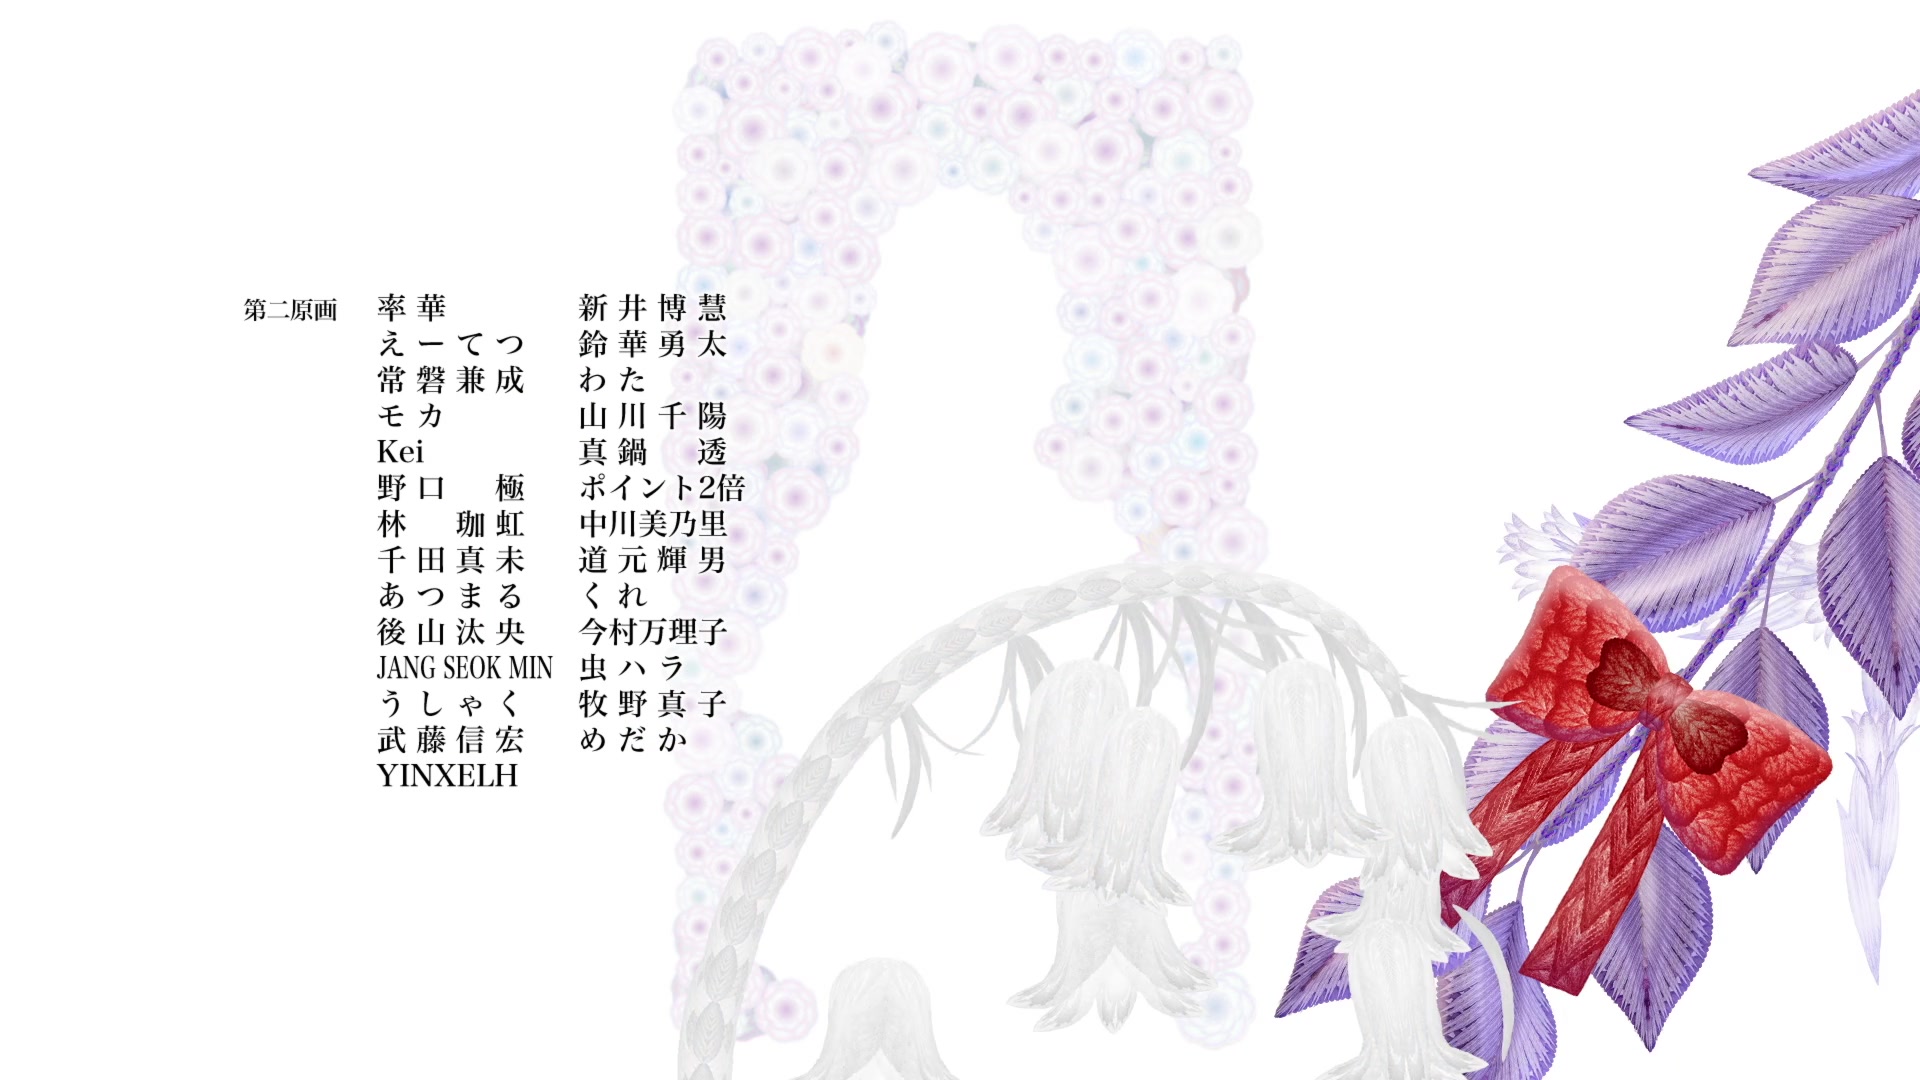 第二原画
率華 新井博慧
えーてつ 鈴華勇太
常磐兼成 わた
モカ 山川千陽
Kei 真鍋 透
野口 極 ポイント2倍
林 珈虹 中川美乃里
千田真未 道元輝男
あつまる くれ
後山汰央 今村万理子
JANG SEOK MIN 虫ハラ
うしゃく 牧野真子
武藤信宏 めだか
YINXELH